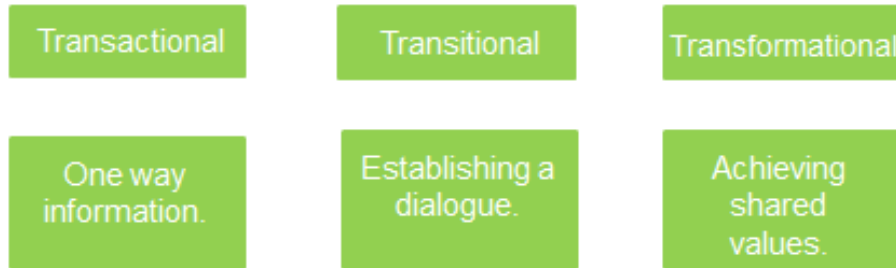 Transactional
Transitional
Transformational
One way
information.
Establishing a
dialogue.
Achieving
shared
values.